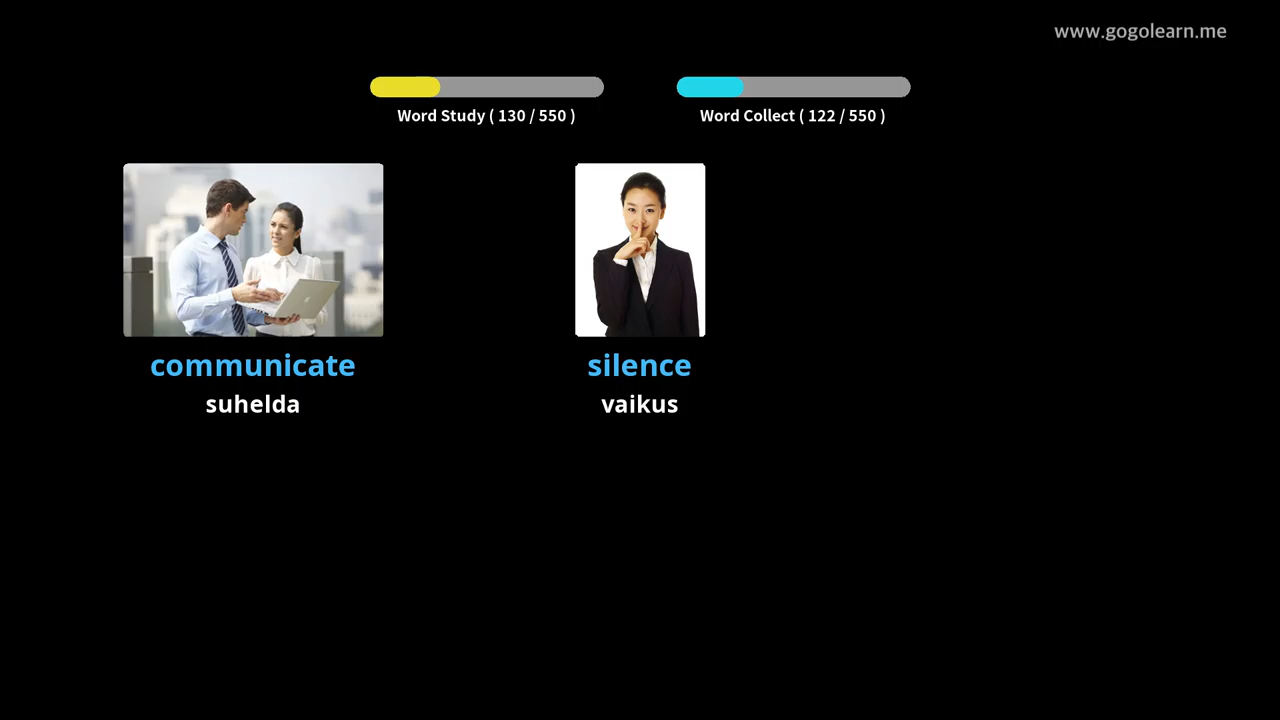 www.gogolearn.me
Word Study ( 130 / 550 )
Word Collect ( 122 / 550 )
communicate
suhelda
silence
vaikus